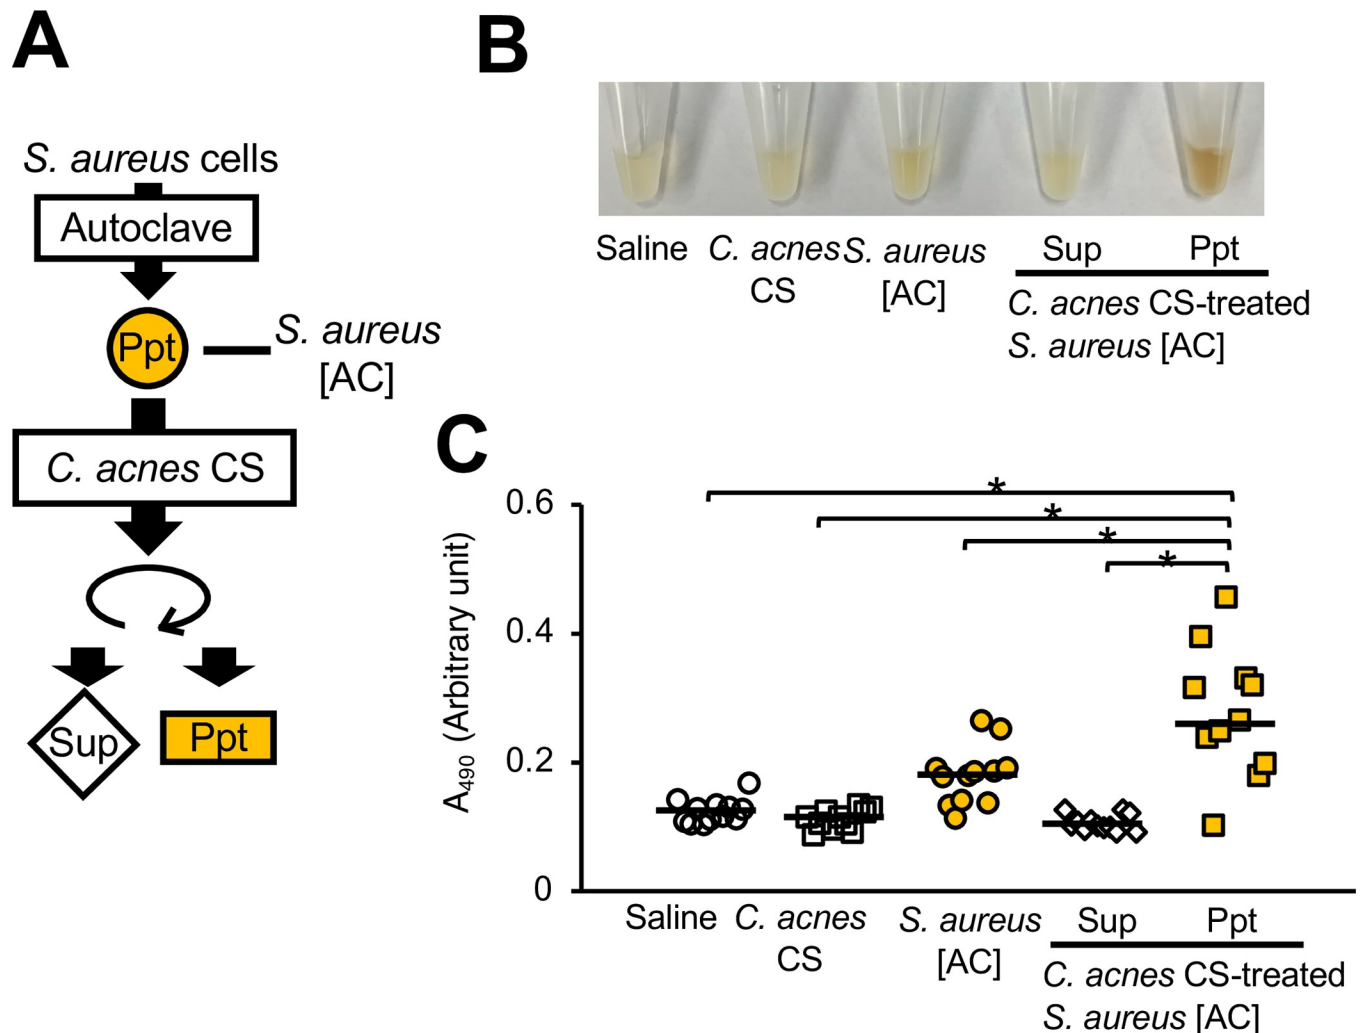 A
S. aureus cells
Autoclave
Ppt
S. aureus
[AC]
C. acnes CS
Sup
Ppt
B
Saline
C. acnes
CS
S. aureus
[AC]
Sup
Ppt
C. acnes CS-treated
S. aureus [AC]
C
A490 (Arbitrary unit)
0.6
0.4
0.2
0
*
*
*
*
Saline
C. acnes
CS
S. aureus
[AC]
Sup
Ppt
C. acnes CS-treated
S. aureus [AC]